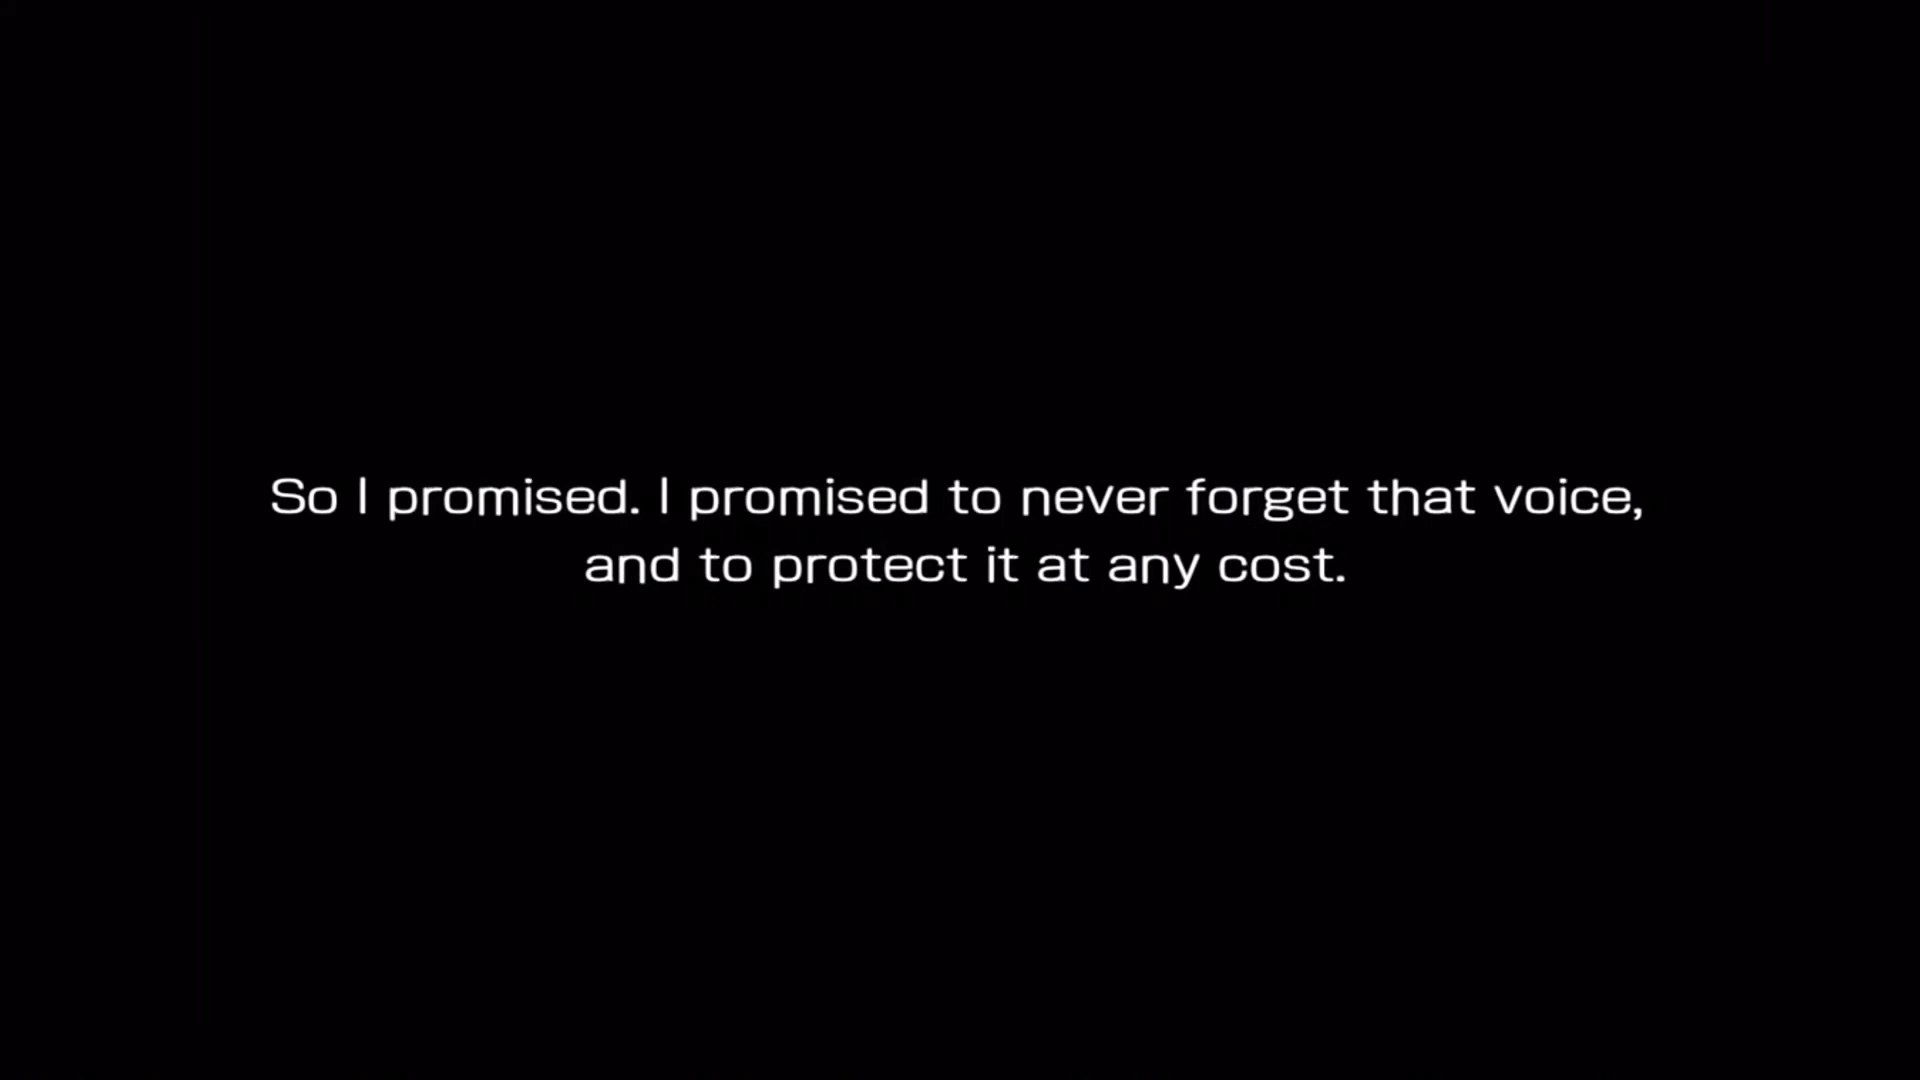 So I promised. I promised to never forget that voice,
and to protect it at any cost.